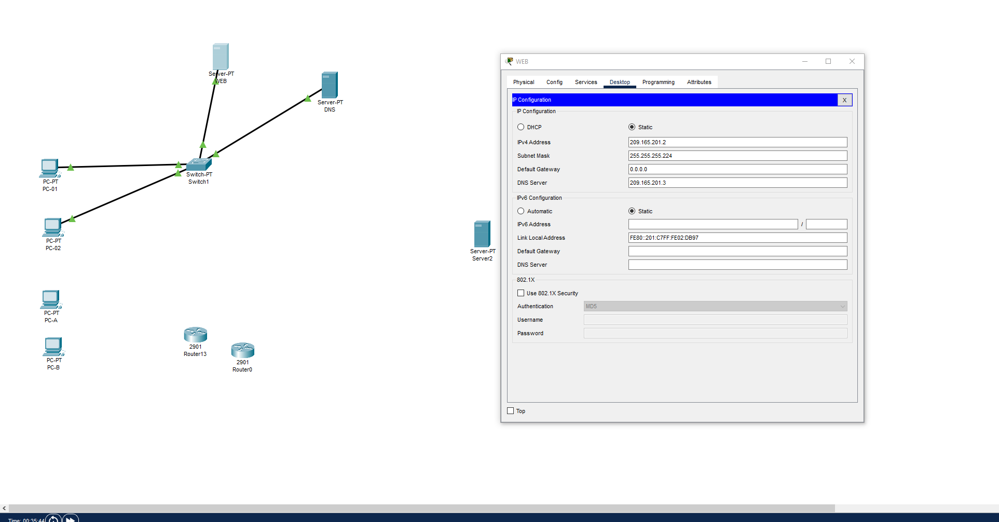 Server-PT
WEB
Server-PT
DNS
Switch-PT
Switch1
PC-PT
PC-01
PC-PT
PC-02
PC-PT
PC-A
PC-PT
PC-B
2901
Router13
2901
Router0
Server-PT
Server2
WEB
Physical Config Services Desktop Programming Attributes
IP Configuration X
IP Configuration
DHCP Static
IPv4 Address 209.165.201.2
Subnet Mask 255.255.255.224
Default Gateway 0.0.0.0
DNS Server 209.165.201.3
IPv6 Configuration
Automatic Static
IPv6 Address /
Link Local Address FE80::201:C7FF:FE02:DB97
Default Gateway
DNS Server
802.1X
Use 802.1X Security
Authentication MD5
Username
Password
Top
Time: 00:35:44